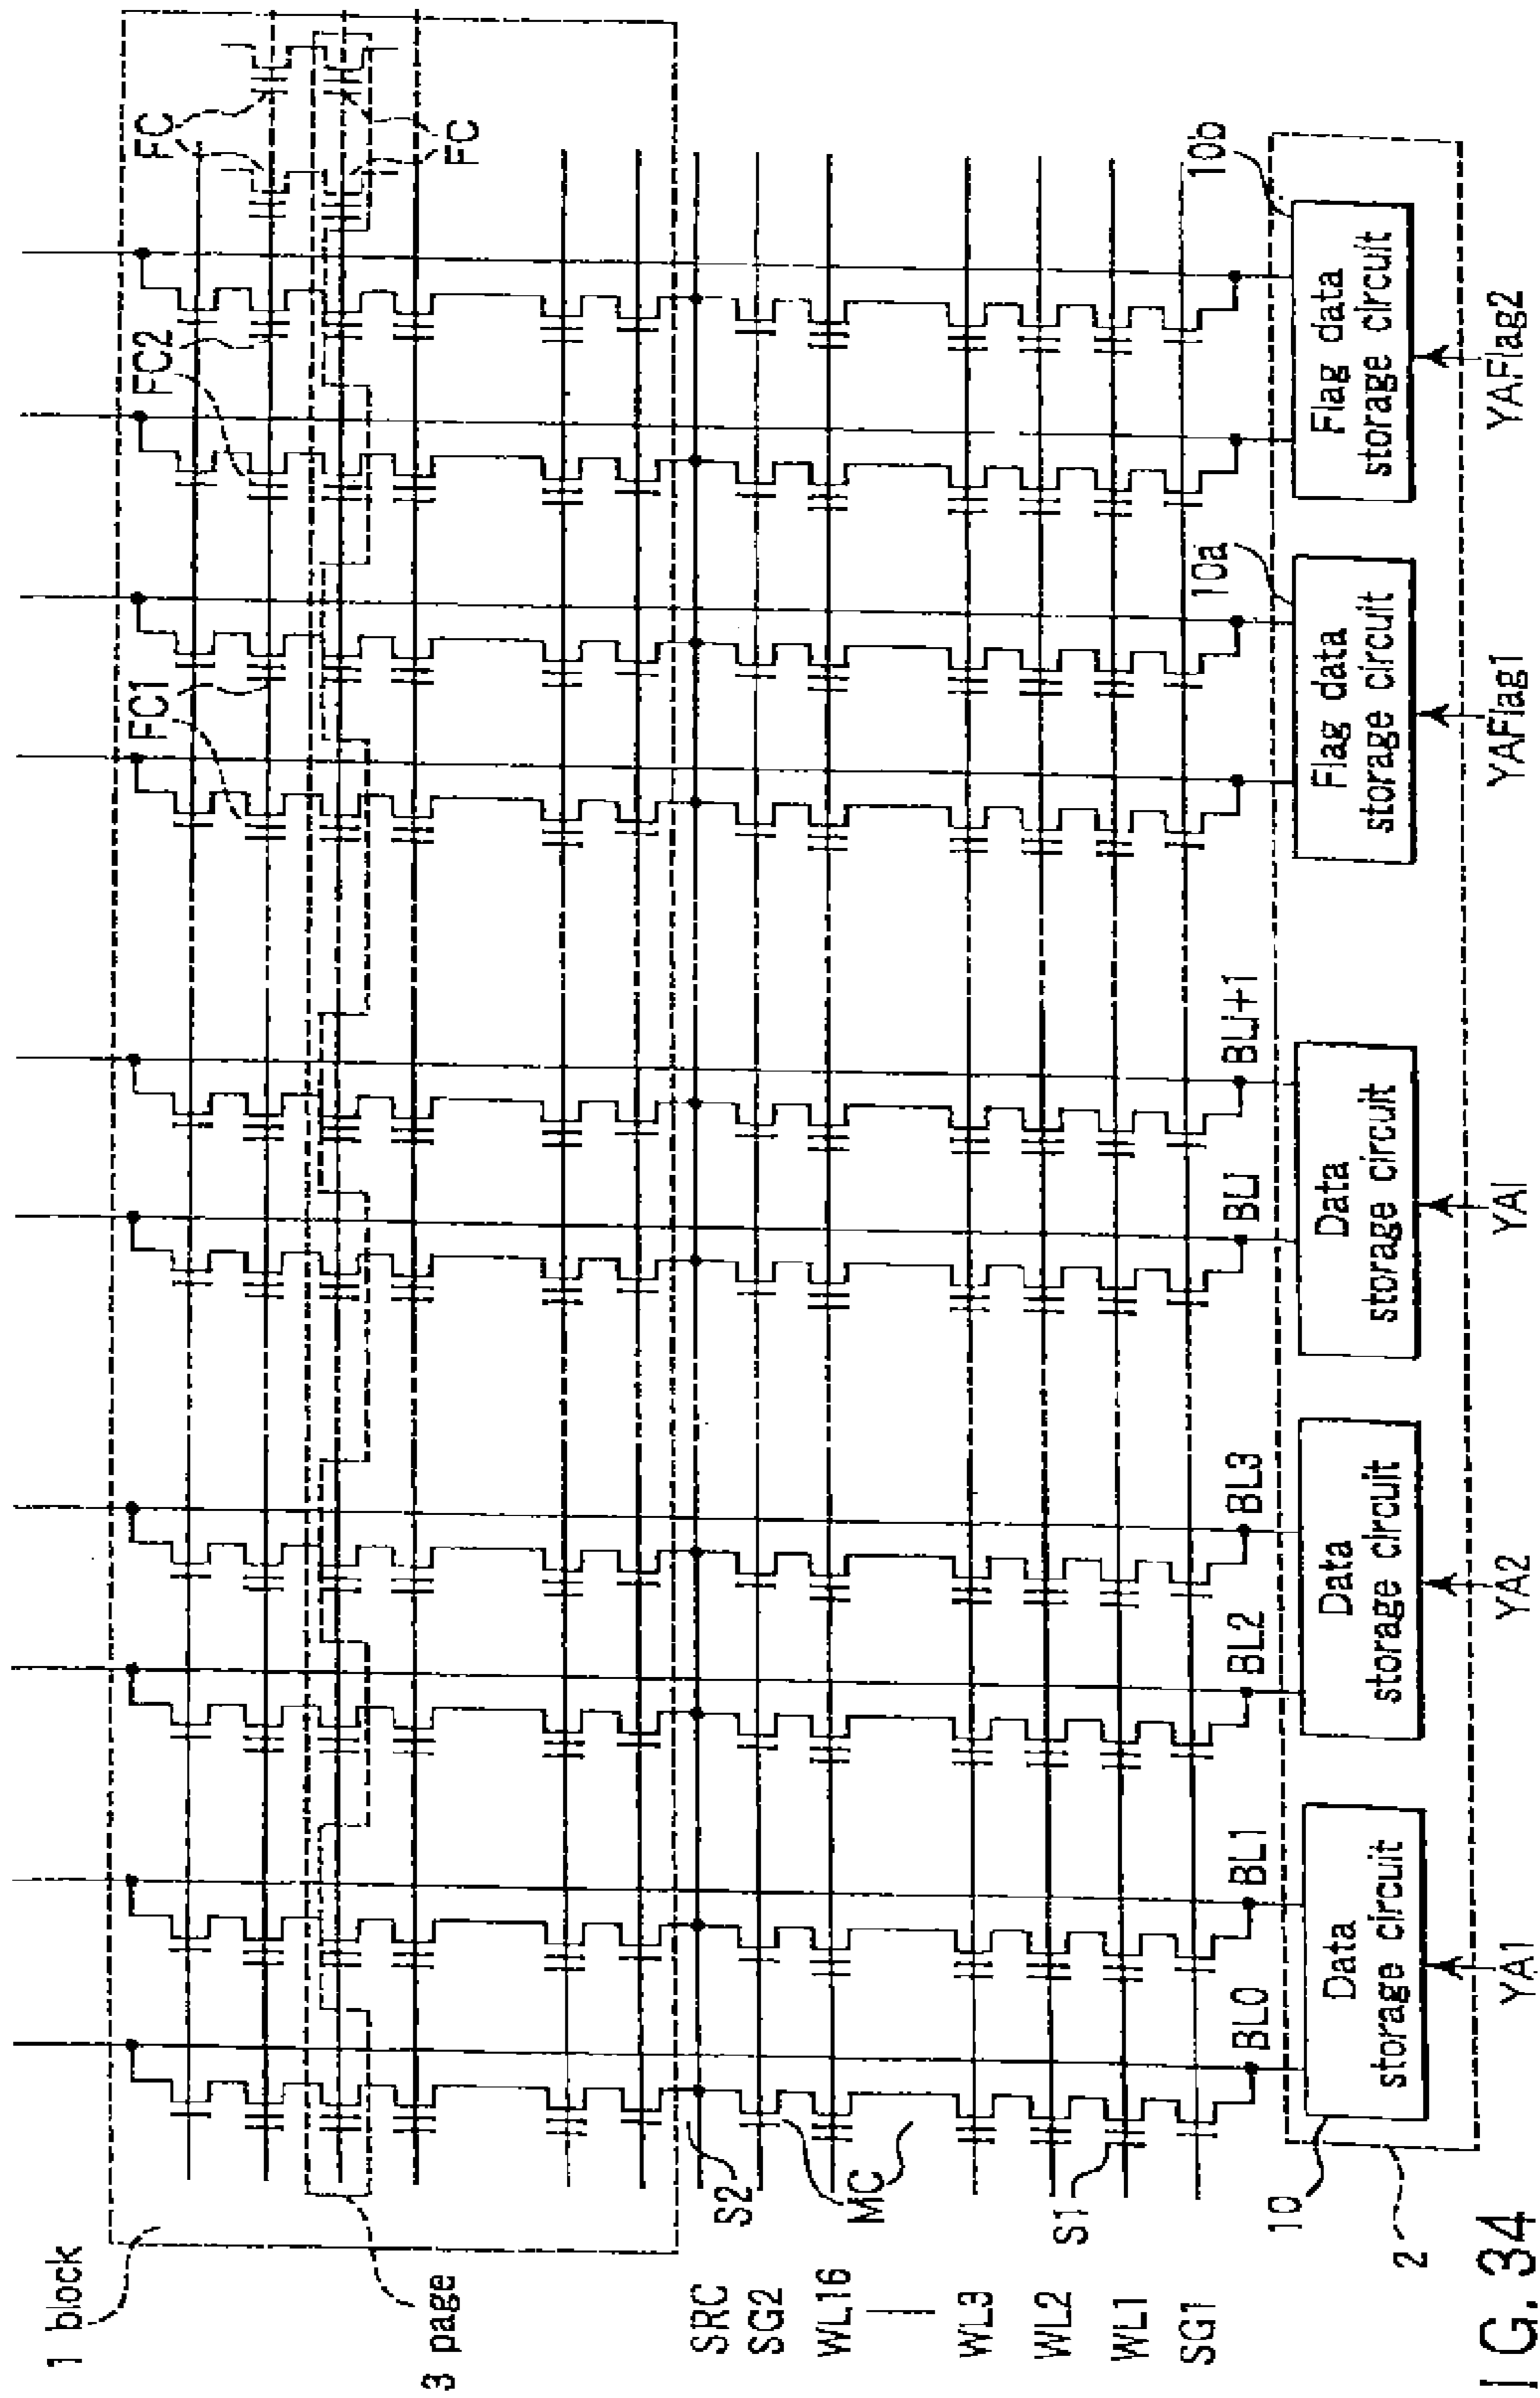 1 block
3 page
FC1
FC2
FC
FC
SRC
SG2
WL16
WL3
WL2
WL1
SG1
S2
MC
S1
BL0
BL1
BL2
BL3
BLi
BLi+1
10a
10b
10
2
Data
storage circuit
Data
storage circuit
Data
storage circuit
Flag data
storage circuit
Flag data
storage circuit
YA1
YA2
YAi
YAFlag1
YAFlag2
I G. 34